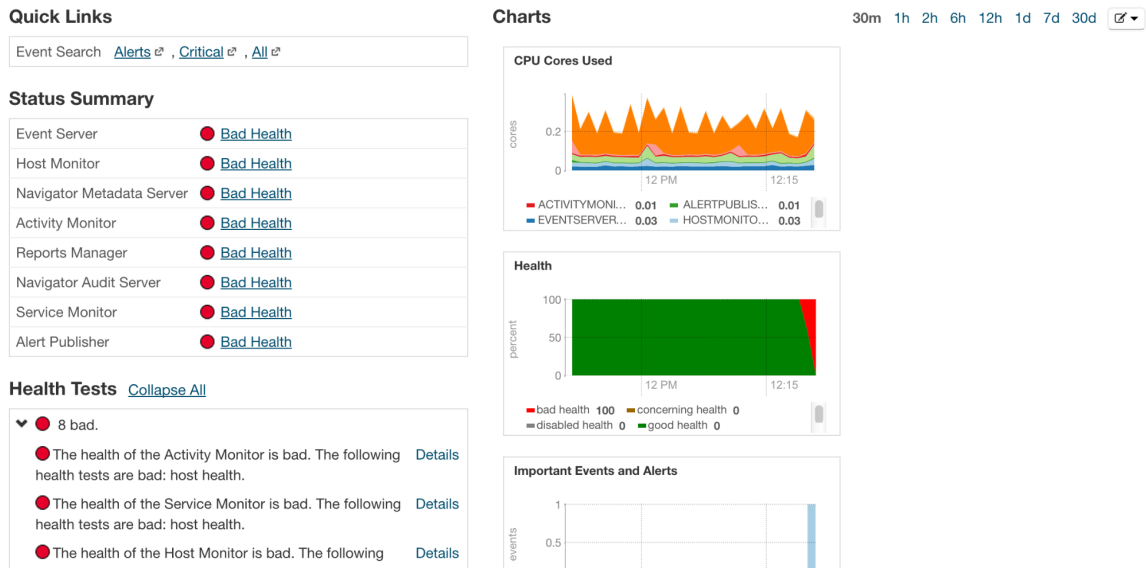 Quick Links
Event Search Alerts , Critical , All
Status Summary
Event Server Bad Health
Host Monitor Bad Health
Navigator Metadata Server Bad Health
Activity Monitor Bad Health
Reports Manager Bad Health
Navigator Audit Server Bad Health
Service Monitor Bad Health
Alert Publisher Bad Health
Health Tests Collapse All
8 bad.
The health of the Activity Monitor is bad. The following Details
health tests are bad: host health.
The health of the Service Monitor is bad. The following Details
health tests are bad: host health.
The health of the Host Monitor is bad. The following Details
Charts
30m 1h 2h 6h 12h 1d 7d 30d
CPU Cores Used
cores
0.2
0
12 PM 12:15
ACTIVITYMONI... 0.01 ALERTPUBLIS... 0.01
EVENTSERVER... 0.03 HOSTMONITO... 0.03
Health
percent
100
50
0
12 PM 12:15
bad health 100 concerning health 0
disabled health 0 good health 0
Important Events and Alerts
events
1
0.5